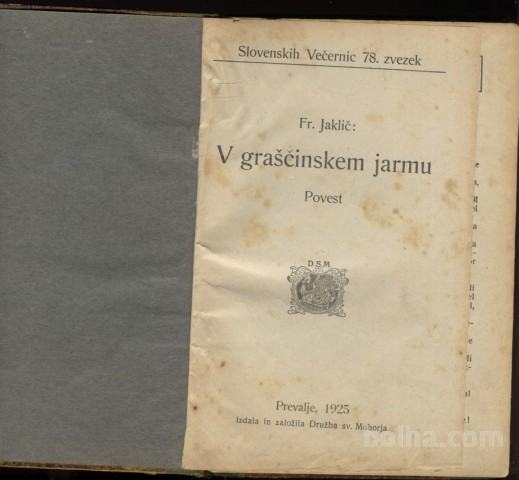 Slovenskih Večernic 78. zvezek
Fr. Jaklič:
V graščinskem jarmu
Povest
D.S.M.
Prevalje, 1925
Izdala in založila Družba sv. Mohorja
bolha.com